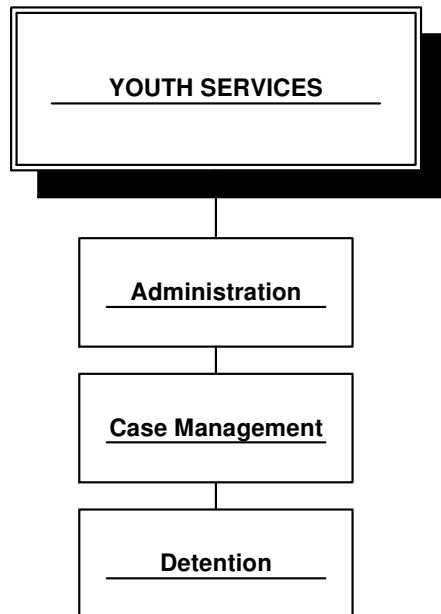 YOUTH SERVICES
Administration
Case Management
Detention